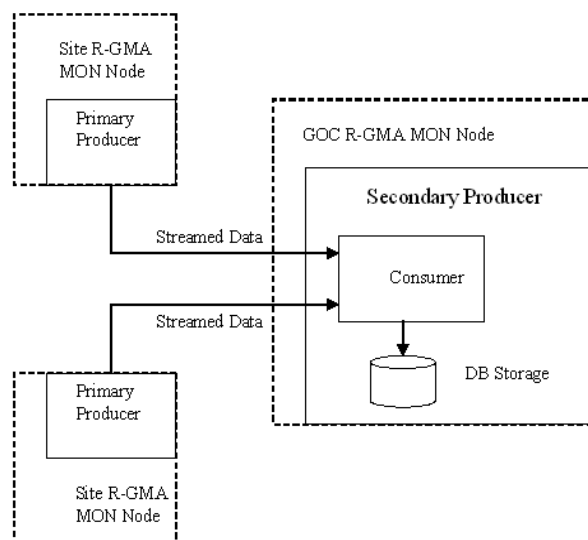 Site R-GMA
MON Node
Primary
Producer
GOC R-GMA MON Node
Secondary Producer
Streamed Data
Consumer
Streamed Data
DB Storage
Primary
Producer
Site R-GMA
MON Node